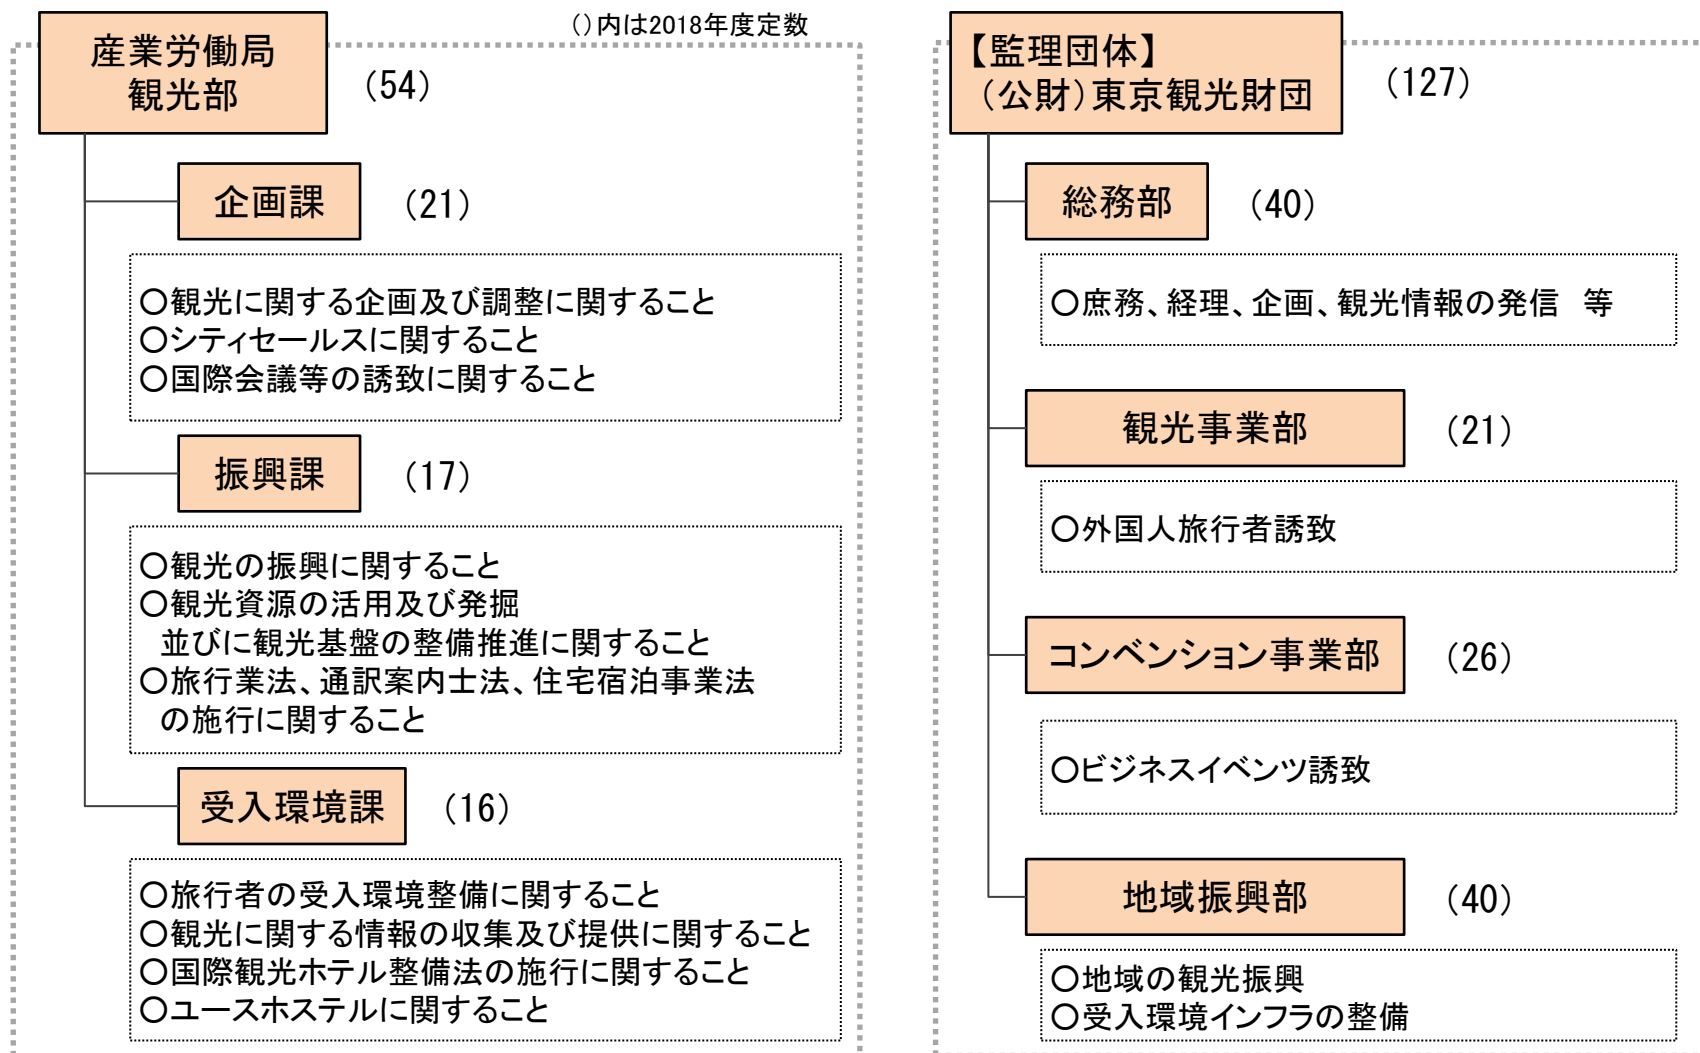 ()内は2018年度定数
産業労働局
観光部
(54)
企画課
(21)
○観光に関する企画及び調整に関すること
○シティセールスに関すること
○国際会議等の誘致に関すること
振興課
(17)
○観光の振興に関すること
○観光資源の活用及び発掘
並びに観光基盤の整備推進に関すること
○旅行業法、通訳案内士法、住宅宿泊事業法
の施行に関すること
受入環境課
(16)
○旅行者の受入環境整備に関すること
○観光に関する情報の収集及び提供に関すること
○国際観光ホテル整備法の施行に関すること
○ユースホステルに関すること
【監理団体】
(公財)東京観光財団
(127)
総務部
(40)
○庶務、経理、企画、観光情報の発信 等
観光事業部
(21)
○外国人旅行者誘致
コンベンション事業部
(26)
○ビジネスイベンツ誘致
地域振興部
(40)
○地域の観光振興
○受入環境インフラの整備